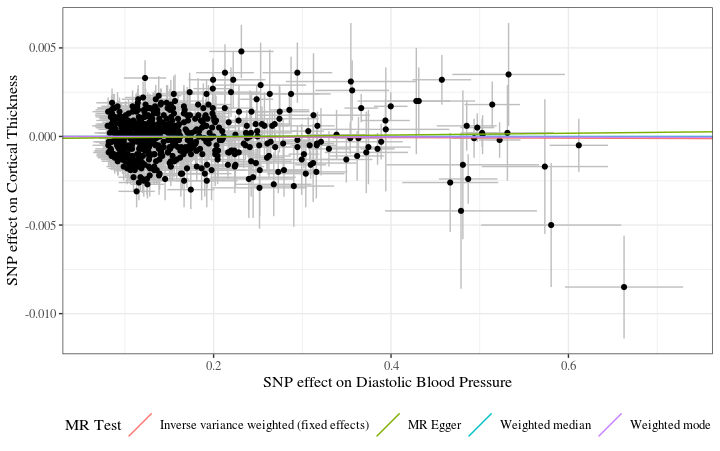 SNP effect on Cortical Thickness
0.005
0.000
-0.005
-0.010
0.2 0.4 0.6
SNP effect on Diastolic Blood Pressure
MR Test Inverse variance weighted (fixed effects) MR Egger Weighted median Weighted mode